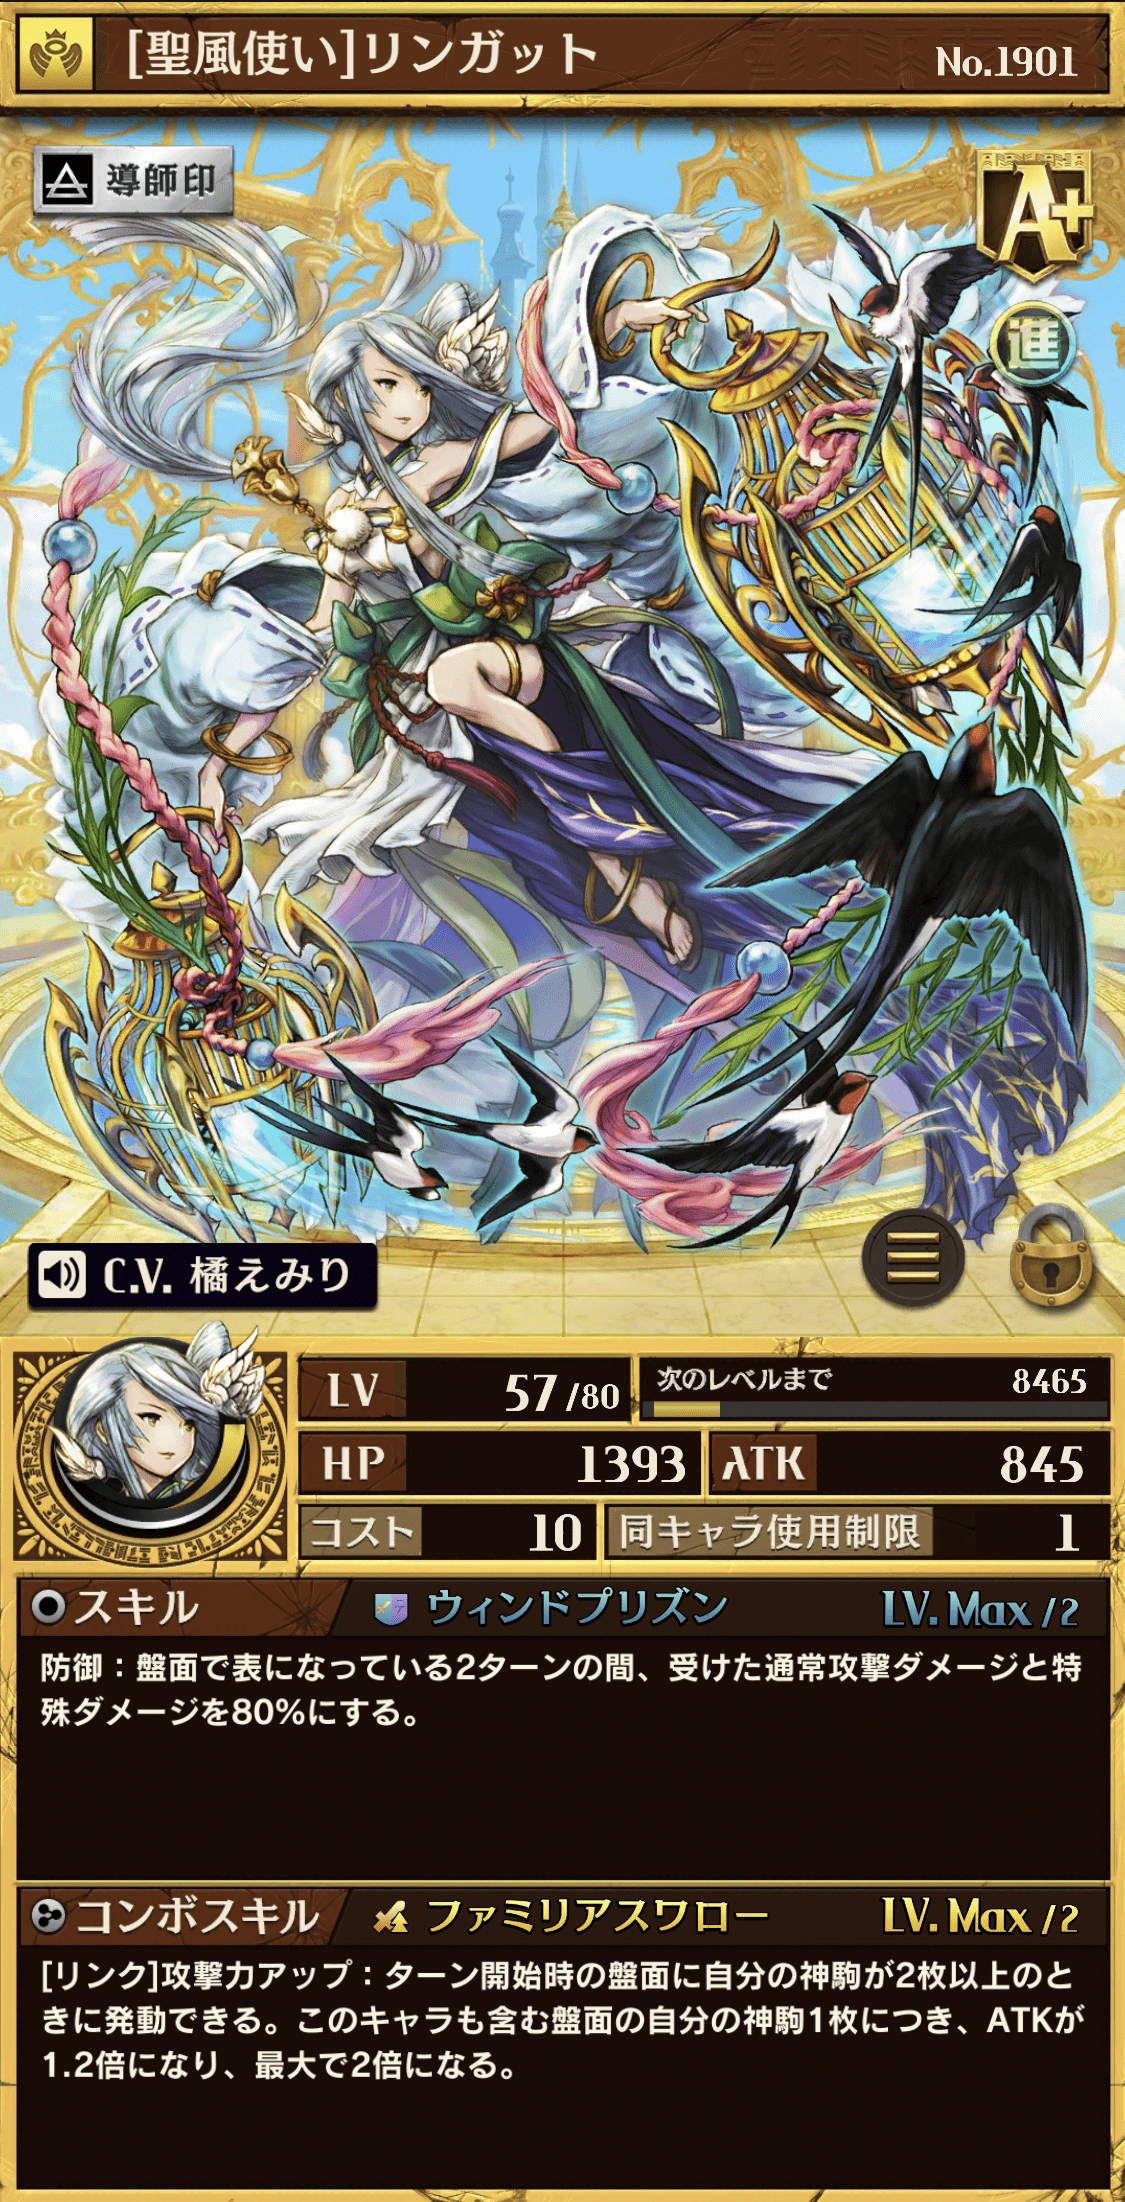 [聖風使い]リンガット
No.1901
導師印
A+
進
C.V. 橘えみり
LV 57/80 次のレベルまで 8465
HP 1393 ATK 845
コスト 10 同キャラ使用制限 1
スキル ウィンドプリズン LV. Max /2
防御：盤面で表になっている2ターンの間、受けた通常攻撃ダメージと特
殊ダメージを80%にする。
コンボスキル ファミリアスワロー LV. Max /2
[リンク]攻撃力アップ：ターン開始時の盤面に自分の神駒が2枚以上のと
きに発動できる。このキャラも含む盤面の自分の神駒1枚につき、ATKが
1.2倍になり、最大で2倍になる。